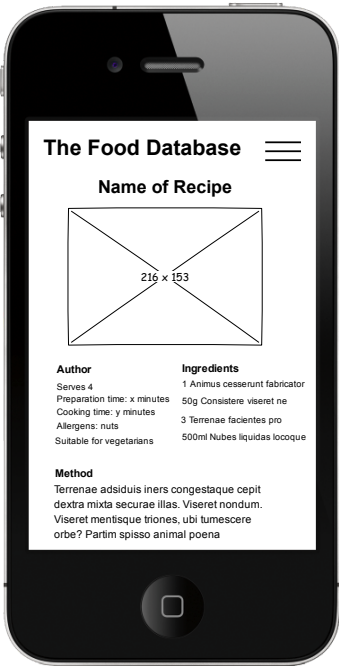 The Food Database
Name of Recipe
216 x 153
Author
Serves 4
Preparation time: x minutes
Cooking time: y minutes
Allergens: nuts
Suitable for vegetarians
Ingredients
1 Animus cesserunt fabricator
50g Consistere viseret ne
3 Terrenae facientes pro
500ml Nubes liquidas locoque
Method
Terrenae adsiduis iners congestaque cepit
dextra mixta securae illas. Viseret nondum.
Viseret mentisque triones, ubi tumescere
orbe? Partim spisso animal poena